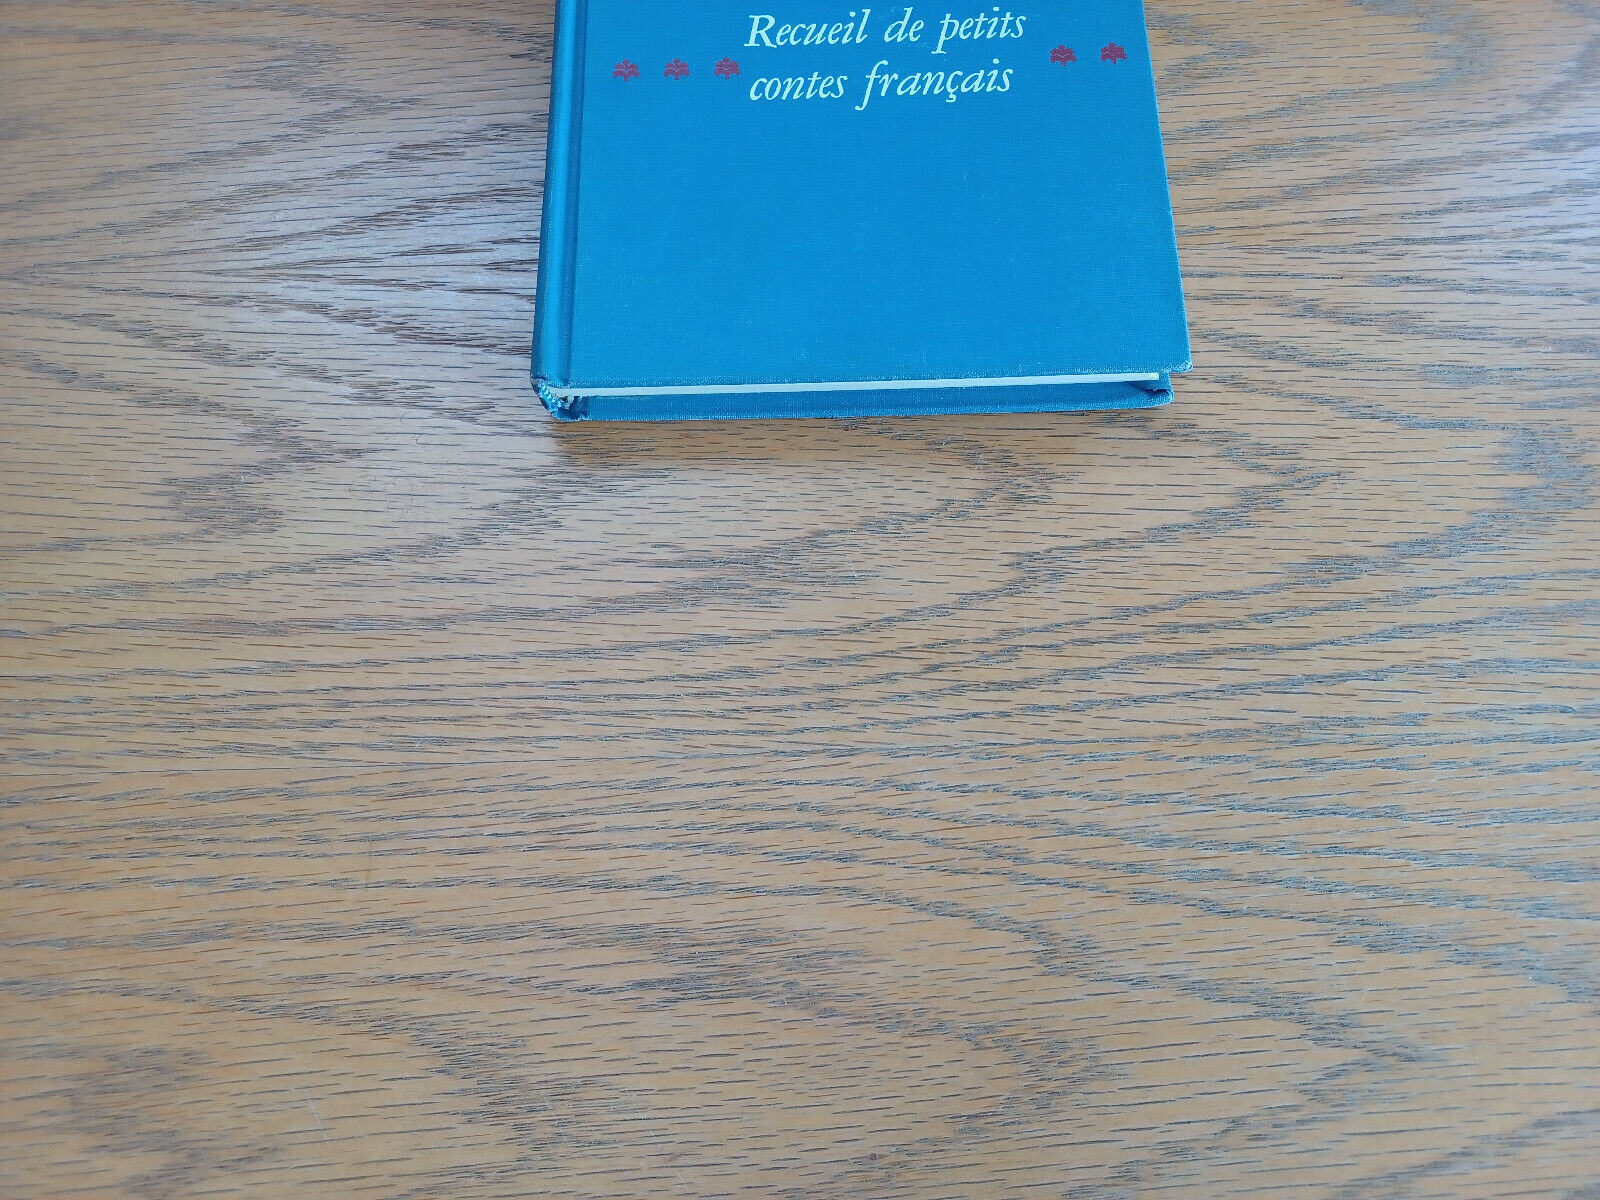 Recueil de petits
contes français